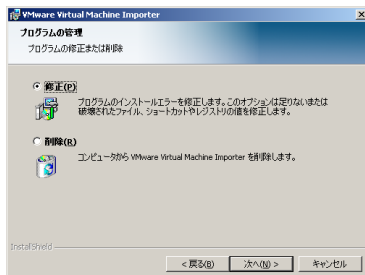 VMware Virtual Machine Importer
プログラムの管理
プログラムの修正または削除
修正(P)
プログラムのインストールエラーを修正します。このオプションは足りないまたは
破壊されたファイル、ショートカットやレジストリの値を修正します。
削除(R)
コンピュータから VMware Virtual Machine Importer を削除します。
InstallShield
< 戻る(B)
次へ(N) >
キャンセル